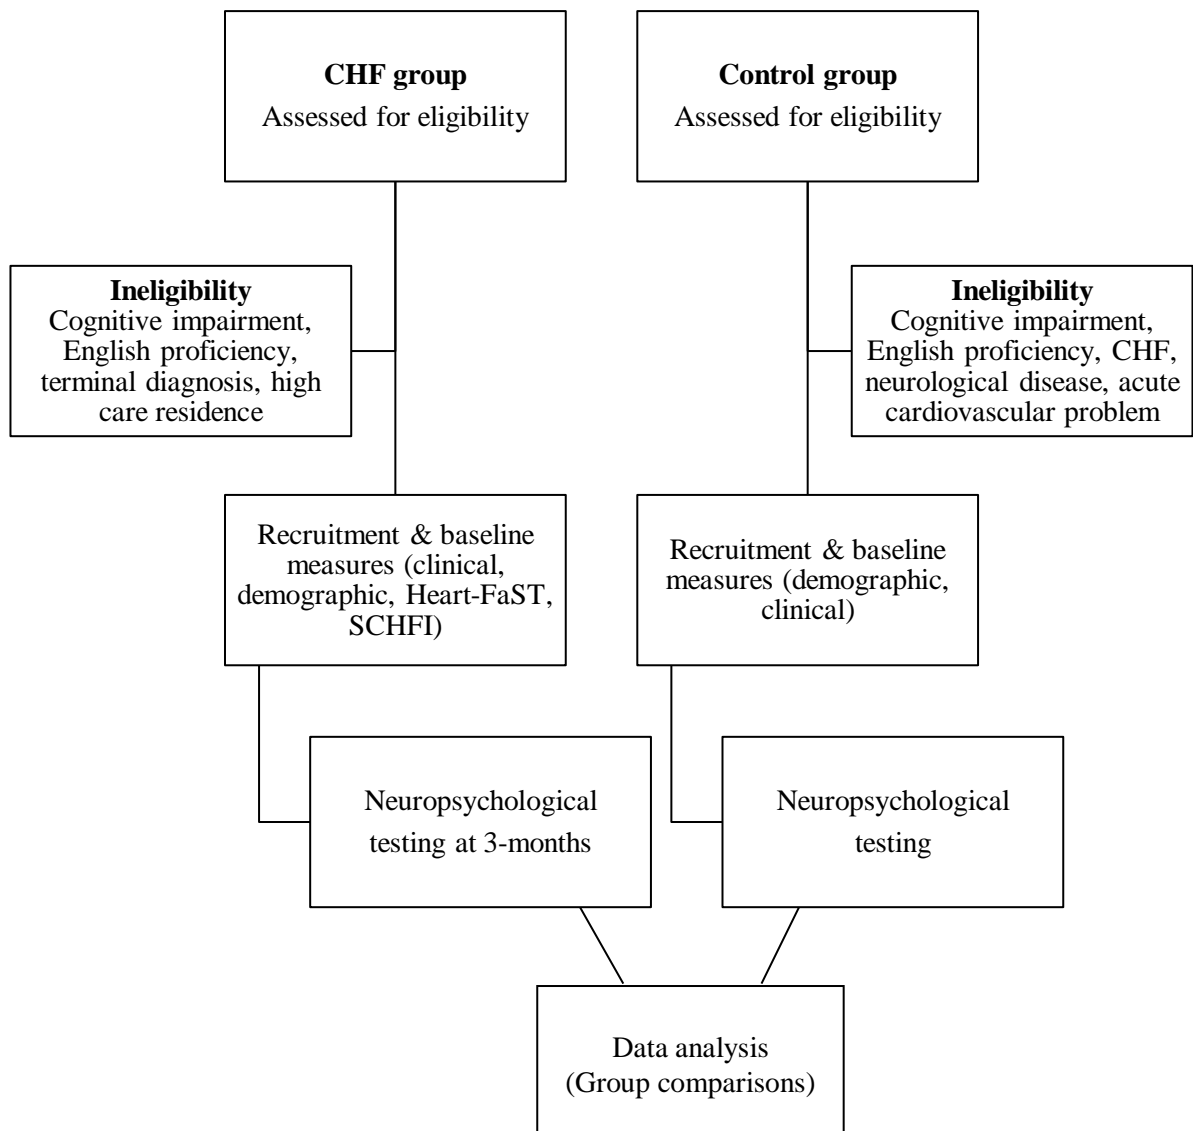 CHF group
Assessed for eligibility
Control group
Assessed for eligibility
Ineligibility
Cognitive impairment,
English proficiency,
terminal diagnosis, high
care residence
Ineligibility
Cognitive impairment,
English proficiency, CHF,
neurological disease, acute
cardiovascular problem
Recruitment & baseline
measures (clinical,
demographic, Heart-FaST,
SCHFI)
Recruitment & baseline
measures (demographic,
clinical)
Neuropsychological
testing at 3-months
Neuropsychological
testing
Data analysis
(Group comparisons)